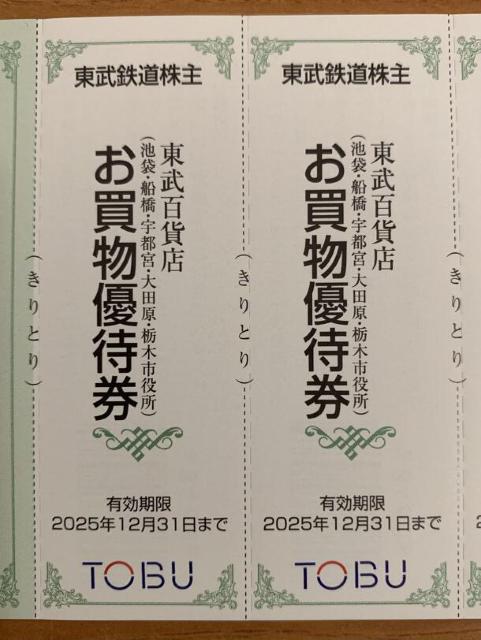 東武鉄道株主
東武百貨店
(池袋・船橋・宇都宮・大田原・栃木市役所)
お買物優待券
有効期限
2025年12月31日まで
TOBU
(きりとり)
東武鉄道株主
東武百貨店
(池袋・船橋・宇都宮・大田原・栃木市役所)
お買物優待券
有効期限
2025年12月31日まで
TOBU
(きりとり)
(きりとり)